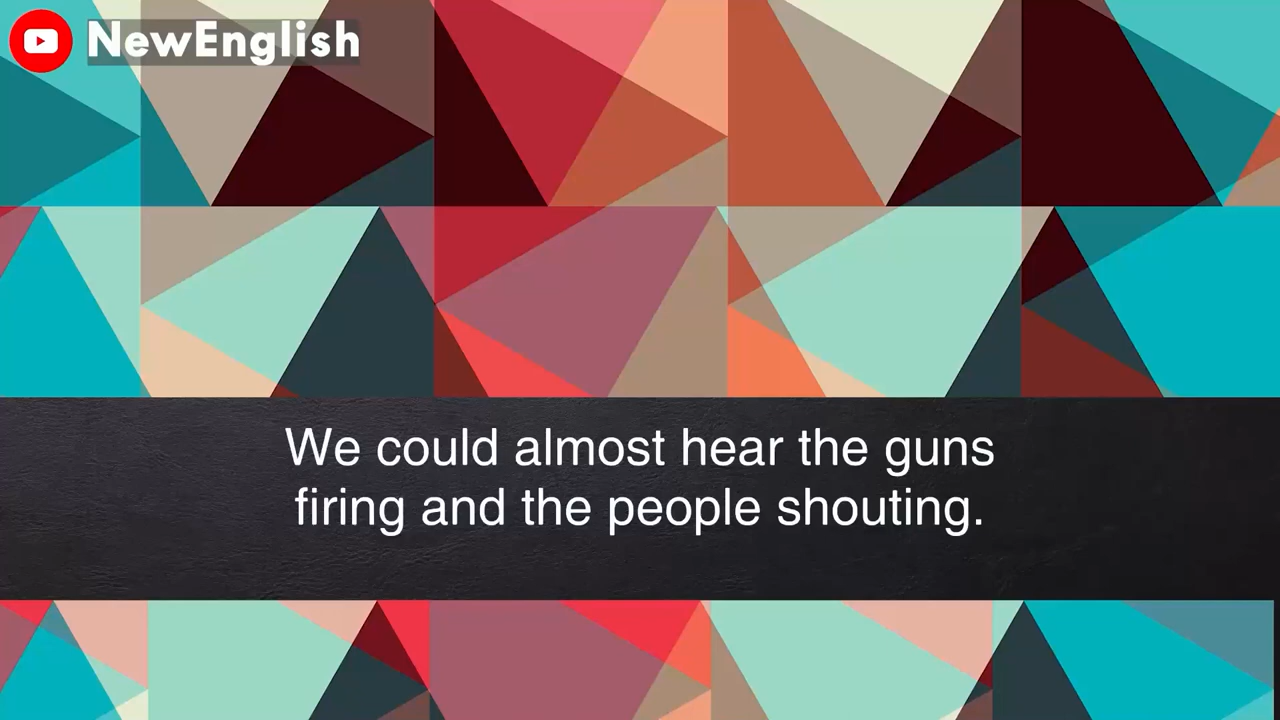 NewEnglish
We could almost hear the guns
firing and the people shouting.